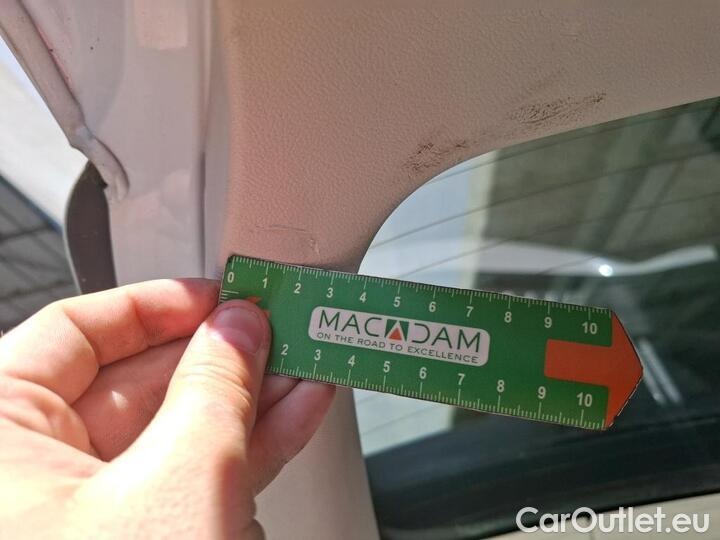 0 1 2 3 4 5 6 7 8 9 10
MACADAM
ON THE ROAD TO EXCELLENCE
2 3 4 5 6 7 8 9 10
CarOutlet.eu